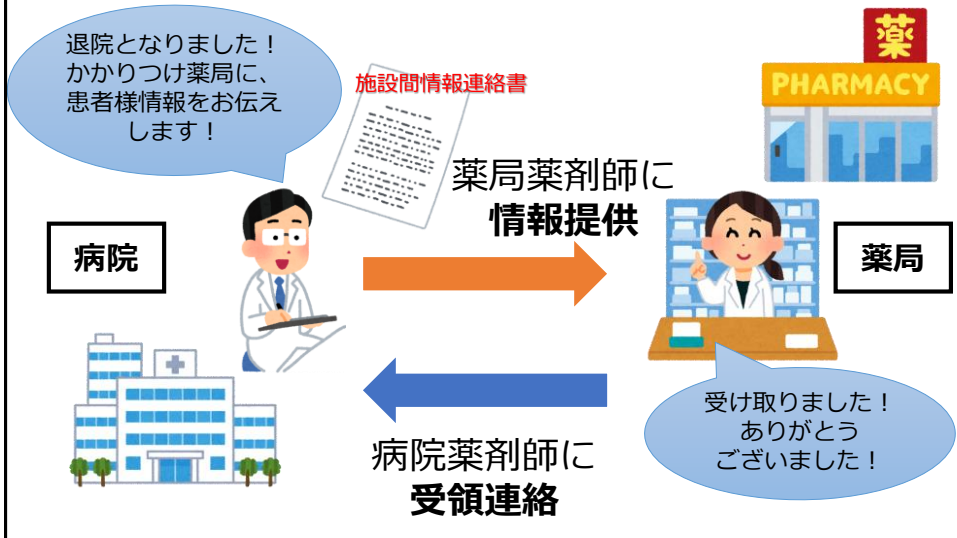 退院となりました！
かかりつけ薬局に、
患者様情報をお伝え
します！
施設間情報連絡書
薬
PHARMACY
薬局薬剤師に
情報提供
病院
薬局
受け取りました！
ありがとう
ございました！
病院薬剤師に
受領連絡